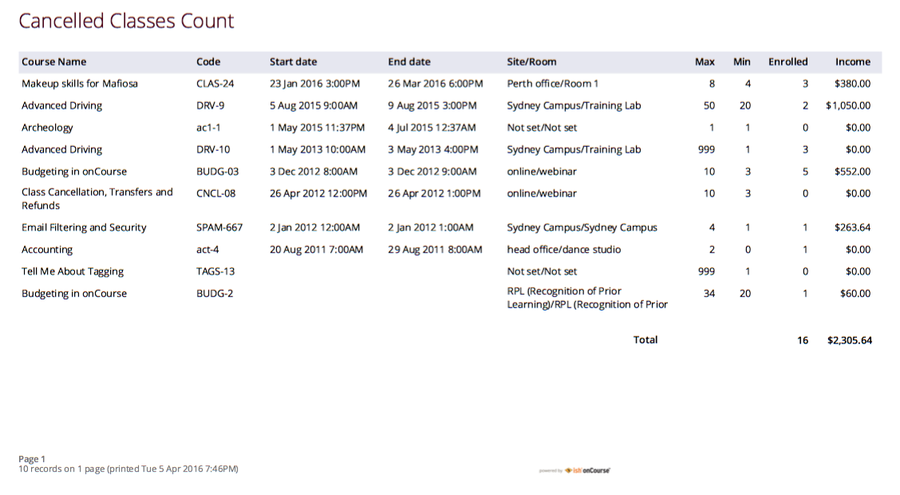 Cancelled Classes Count
Course Name Code Start date End date Site/Room Max Min Enrolled Income
Makeup skills for Mafiosa CLAS-24 23 Jan 2016 3:00PM 26 Mar 2016 6:00PM Perth office/Room 1 8 4 3 $380.00
Advanced Driving DRV-9 5 Aug 2015 9:00AM 9 Aug 2015 3:00PM Sydney Campus/Training Lab 50 20 2 $1,050.00
Archeology ac1-1 1 May 2015 11:37PM 4 Jul 2015 12:37AM Not set/Not set 1 1 0 $0.00
Advanced Driving DRV-10 1 May 2013 10:00AM 3 May 2013 4:00PM Sydney Campus/Training Lab 999 1 3 $0.00
Budgeting in onCourse BUDG-03 3 Dec 2012 8:00AM 3 Dec 2012 9:00AM online/webinar 10 3 5 $552.00
Class Cancellation, Transfers and
Refunds CNCL-08 26 Apr 2012 12:00PM 26 Apr 2012 1:00PM online/webinar 10 3 0 $0.00
Email Filtering and Security SPAM-667 2 Jan 2012 12:00AM 2 Jan 2012 1:00AM Sydney Campus/Sydney Campus 4 1 1 $263.64
Accounting act-4 20 Aug 2011 7:00AM 29 Aug 2011 8:00AM head office/dance studio 2 0 1 $0.00
Tell Me About Tagging TAGS-13 Not set/Not set 999 1 0 $0.00
Budgeting in onCourse BUDG-2 RPL (Recognition of Prior
Learning)/RPL (Recognition of Prior 34 20 1 $60.00
Total 16 $2,305.64
Page 1
10 records on 1 page (printed Tue 5 Apr 2016 7:46PM)
powered by ish onCourse